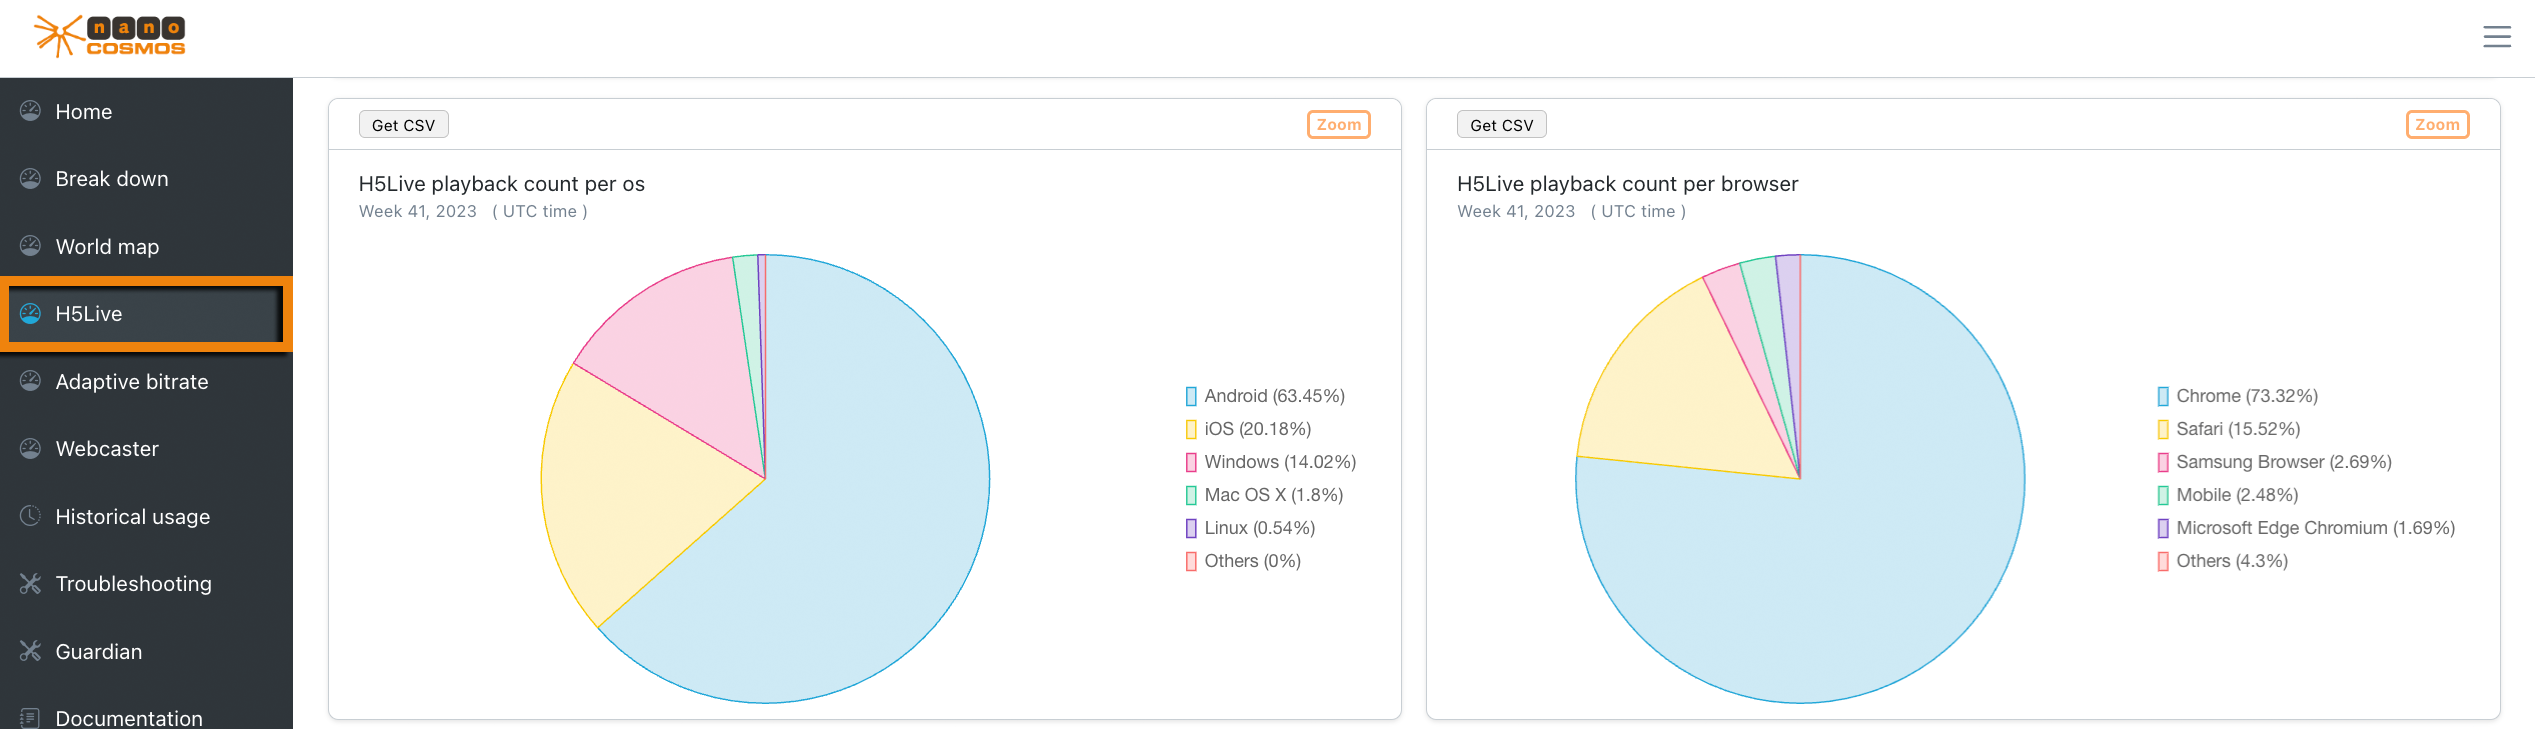 nano
COSMOS
Home
Break down
World map
H5Live
Adaptive bitrate
Webcaster
Historical usage
Troubleshooting
Guardian
Documentation
Get CSV
Zoom
H5Live playback count per os
Week 41, 2023 ( UTC time )
Android (63.45%)
iOS (20.18%)
Windows (14.02%)
Mac OS X (1.8%)
Linux (0.54%)
Others (0%)
Get CSV
Zoom
H5Live playback count per browser
Week 41, 2023 ( UTC time )
Chrome (73.32%)
Safari (15.52%)
Samsung Browser (2.69%)
Mobile (2.48%)
Microsoft Edge Chromium (1.69%)
Others (4.3%)